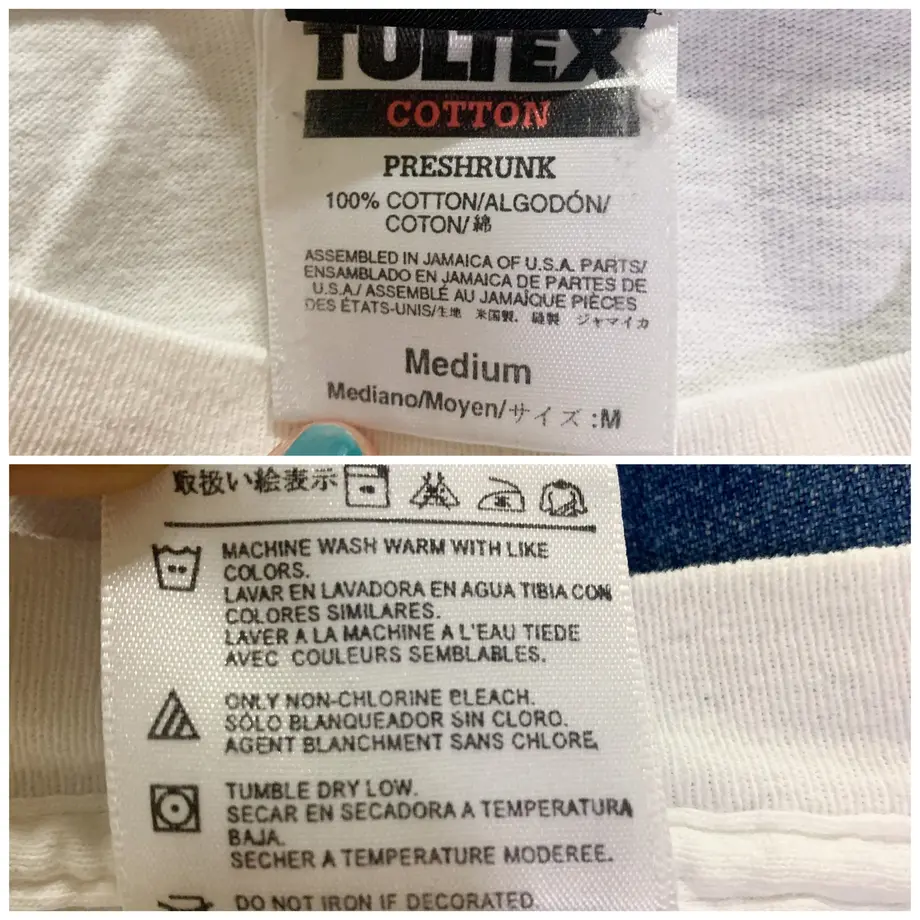 TULTEX
COTTON
PRESHRUNK
100% COTTON/ALGODÓN/
COTON/綿
ASSEMBLED IN JAMAICA OF U.S.A. PARTS/
ENSAMBLADO EN JAMAICA DE PARTES DE
U.S.A./ ASSEMBLÉ AU JAMAÏQUE PIÈCES
DES ÉTATS-UNIS/生地 米国製. 縫製 ジャマイカ
Medium
Mediano/Moyen/サイズ:M
取扱い絵表示
MACHINE WASH WARM WITH LIKE
COLORS.
LAVAR EN LAVADORA EN AGUA TIBIA CON
COLORES SIMILARES.
LAVER A LA MACHINE A L'EAU TIEDE
AVEC COULEURS SEMBLABLES.
ONLY NON-CHLORINE BLEACH.
SÓLO BLANQUEADOR SIN CLORO.
AGENT BLANCHMENT SANS CHLORE,
TUMBLE DRY LOW.
SECAR EN SECADORA A TEMPERATURA
BAJA.
SECHER A TEMPERATURE MODEREE.
DO NOT IRON IF DECORATED.